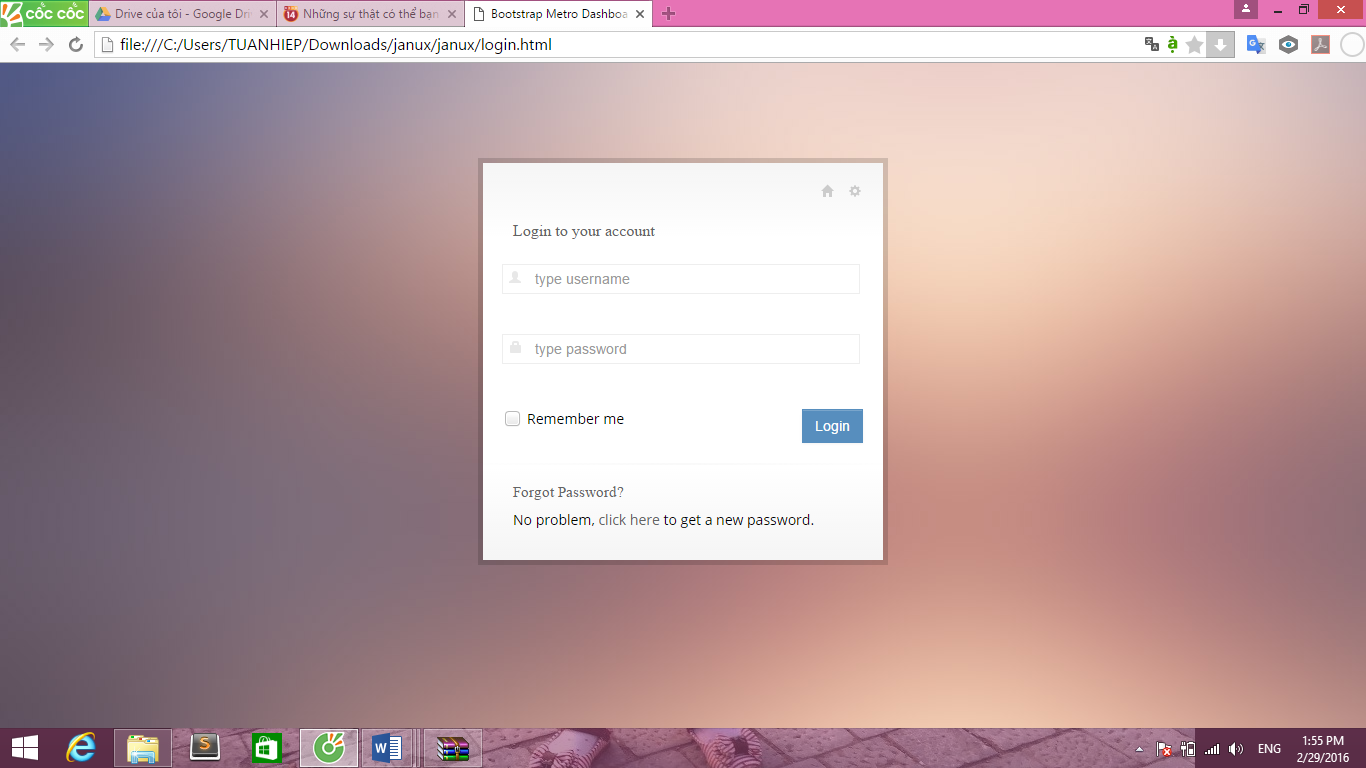 cốc cốc
Drive của tôi - Google Dri
14
Những sự thật có thể bạn
Bootstrap Metro Dashboa
file:///C:/Users/TUANHIEP/Downloads/janux/janux/login.html
Login to your account
type username
type password
Remember me
Login
Forgot Password?
No problem, click here to get a new password.
ENG
1:55 PM
2/29/2016